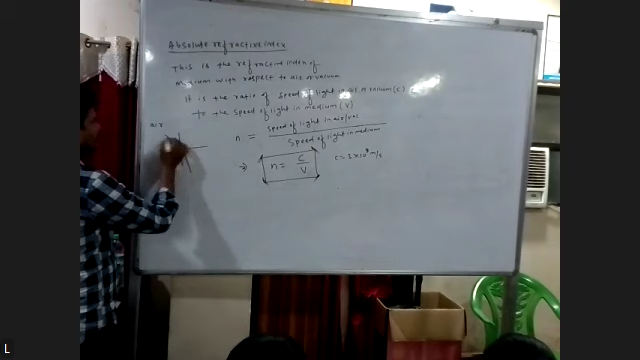 Absolute refractive index
This is the refractive index of
medium with respect to air or vacuum
It is the ratio of speed of light in air or vacuum (C)
to the speed of light in medium (V)
air
n = speed of light in air/vac
speed of light in medium
⇒ n = C/V C = 3×10⁸ m/s
L